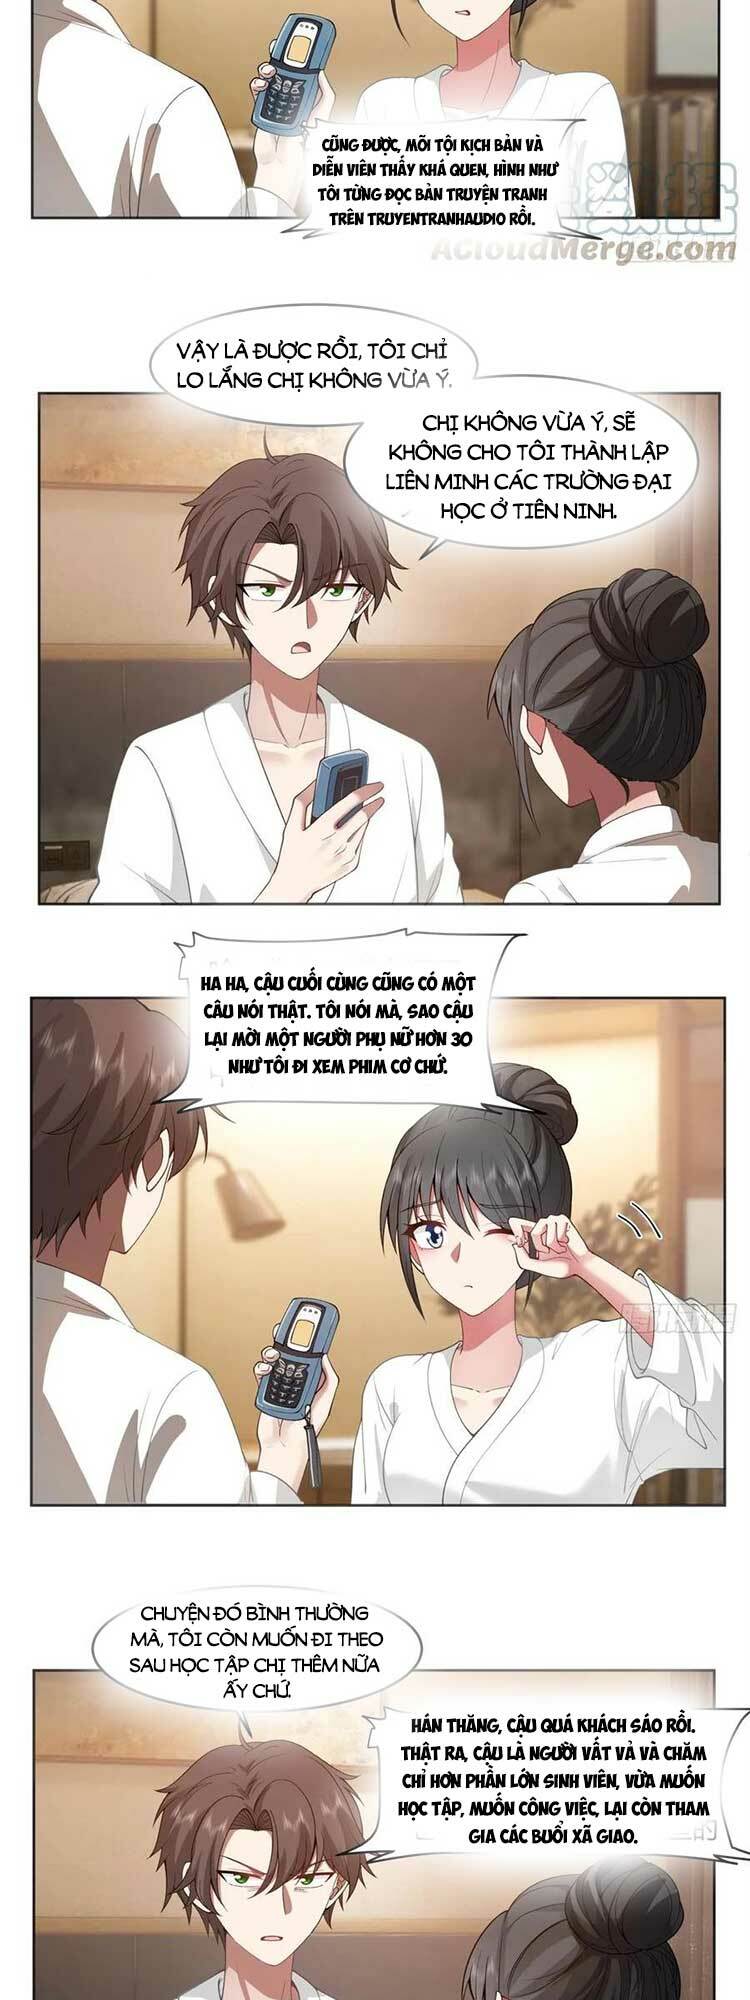 CŨNG ĐƯỢC, MÕI TỘI KỊCH BẢN VÀ
DIỄN VIÊN THẤY KHÁ QUEN, HÌNH NHƯ
TÔI TỪNG ĐỌC BẢN TRUYỆN TRANH
TRÊN TRUYENTRANHAUDIO RỒI.
ACloudMerge.com
VẬY LÀ ĐƯỢC RỒI, TÔI CHỈ
LO LẮNG CHỊ KHÔNG VỪA Ý.
CHỊ KHÔNG VỪA Ý, SẼ
KHÔNG CHO TÔI THÀNH LẬP
LIÊN MINH CÁC TRƯỜNG ĐẠI
HỌC Ở TIÊN NINH.
HA HA, CẬU CUỐI CÙNG CŨNG CÓ MỘT
CÂU NÓI THẬT. TÔI NÓI MÀ, SAO CẬU
LẠI MỜI MỘT NGƯỜI PHỤ NỮ HƠN 30
NHƯ TÔI ĐI XEM PHIM CƠ CHỨ.
CHUYỆN ĐÓ BÌNH THƯỜNG
MÀ, TÔI CÒN MUỐN ĐI THEO
SAU HỌC TẬP CHỊ THÊM NỮA
ẤY CHỨ.
HÁN THĂNG, CẬU QUÁ KHÁCH SÁO RỒI.
THẬT RA, CẬU LÀ NGƯỜI VẤT VẢ VÀ CHĂM
CHỈ HƠN PHẦN LỚN SINH VIÊN, VỪA MUỐN
HỌC TẬP, MUỐN CÔNG VIỆC, LẠI CÒN THAM
GIA CÁC BUỔI XÃ GIAO.
的